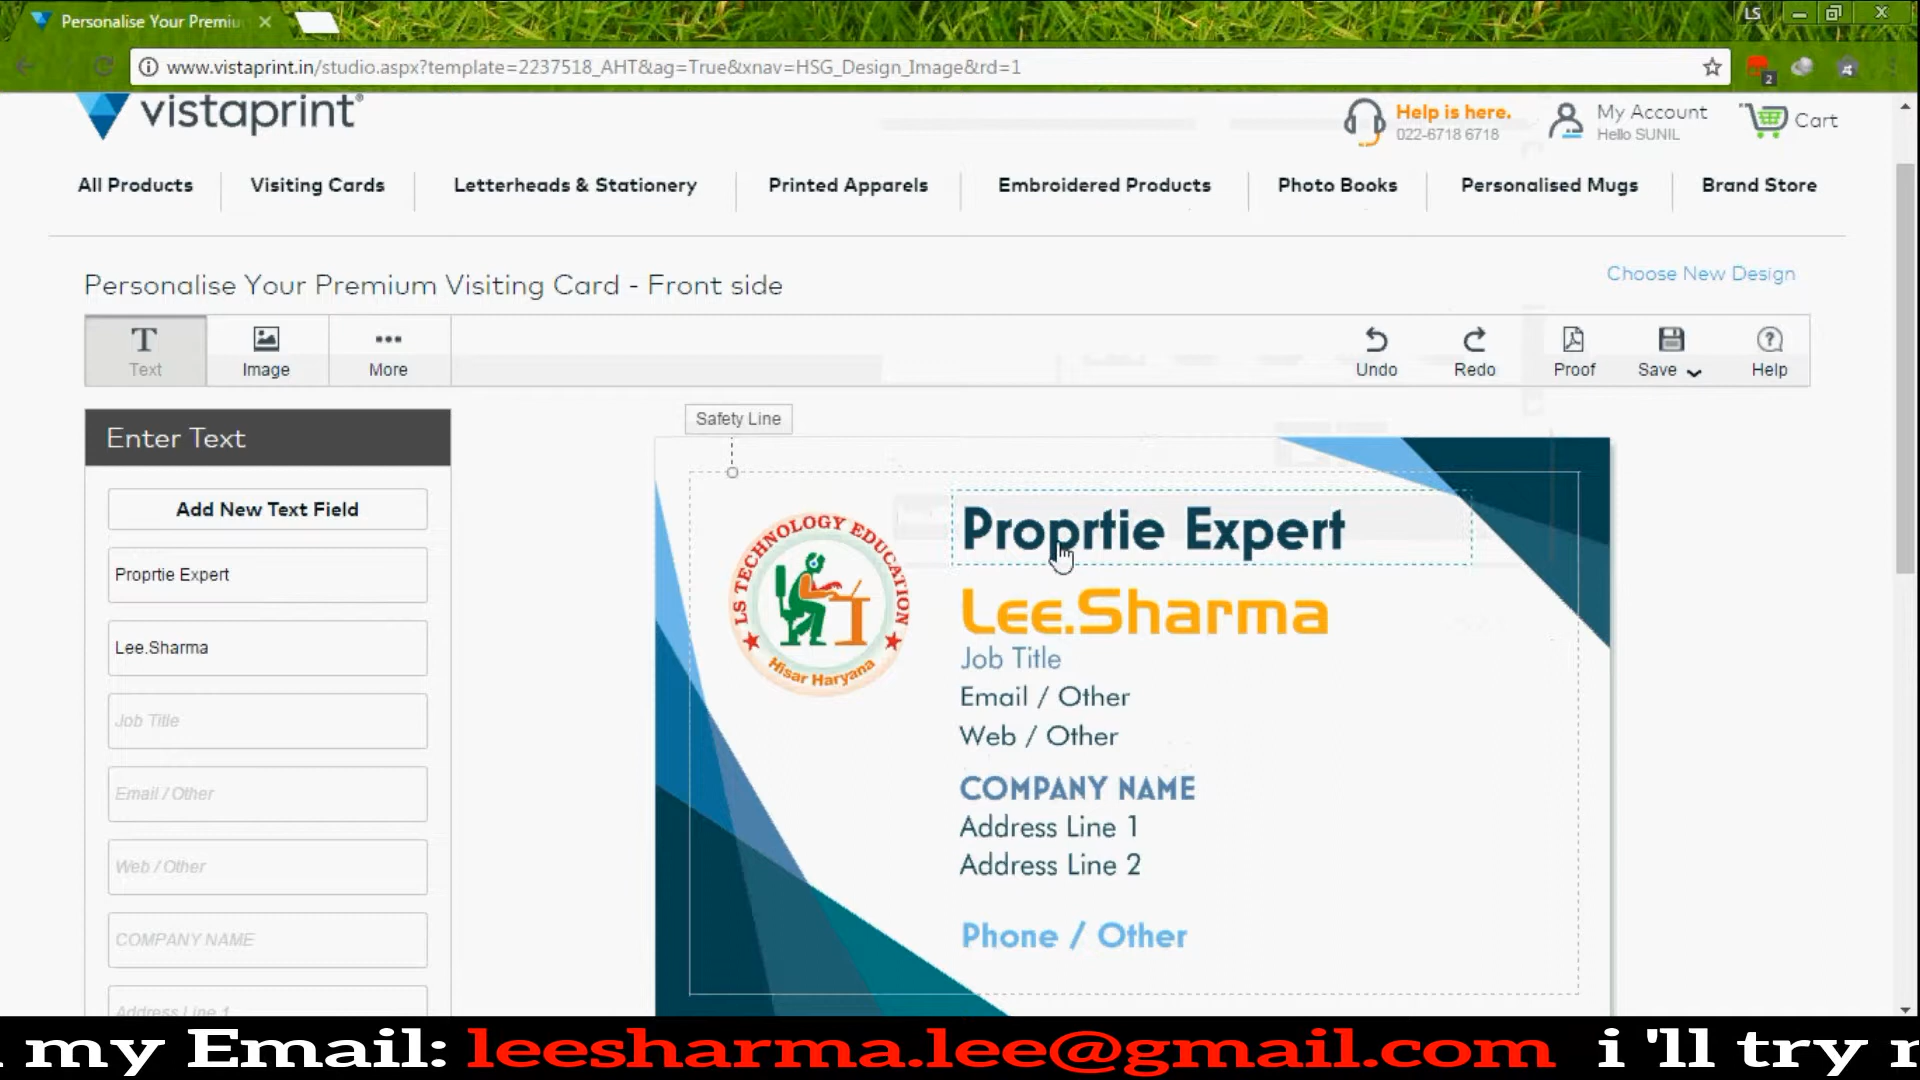 Personalise Your Premiu
LS
www.vistaprint.in/studio.aspx?template=2237518_AHT&ag=True&xnav=HSG_Design_Image&rd=1
2
vistaprint®
Help is here.
022-6718 6718
My Account
Hello SUNIL
Cart
All Products
Visiting Cards
Letterheads & Stationery
Printed Apparels
Embroidered Products
Photo Books
Personalised Mugs
Brand Store
Personalise Your Premium Visiting Card - Front side
Choose New Design
T
Text
Image
More
Undo
Redo
Proof
Save
Help
Enter Text
Add New Text Field
Proprtie Expert
Lee.Sharma
Job Title
Email / Other
Web / Other
COMPANY NAME
Address Line 1
Safety Line
LS TECHNOLOGY EDUCATION
Hisar Haryana
Proprtie Expert
Lee.Sharma
Job Title
Email / Other
Web / Other
COMPANY NAME
Address Line 1
Address Line 2
Phone / Other
my Email: leesharma.lee@gmail.com i 'll try